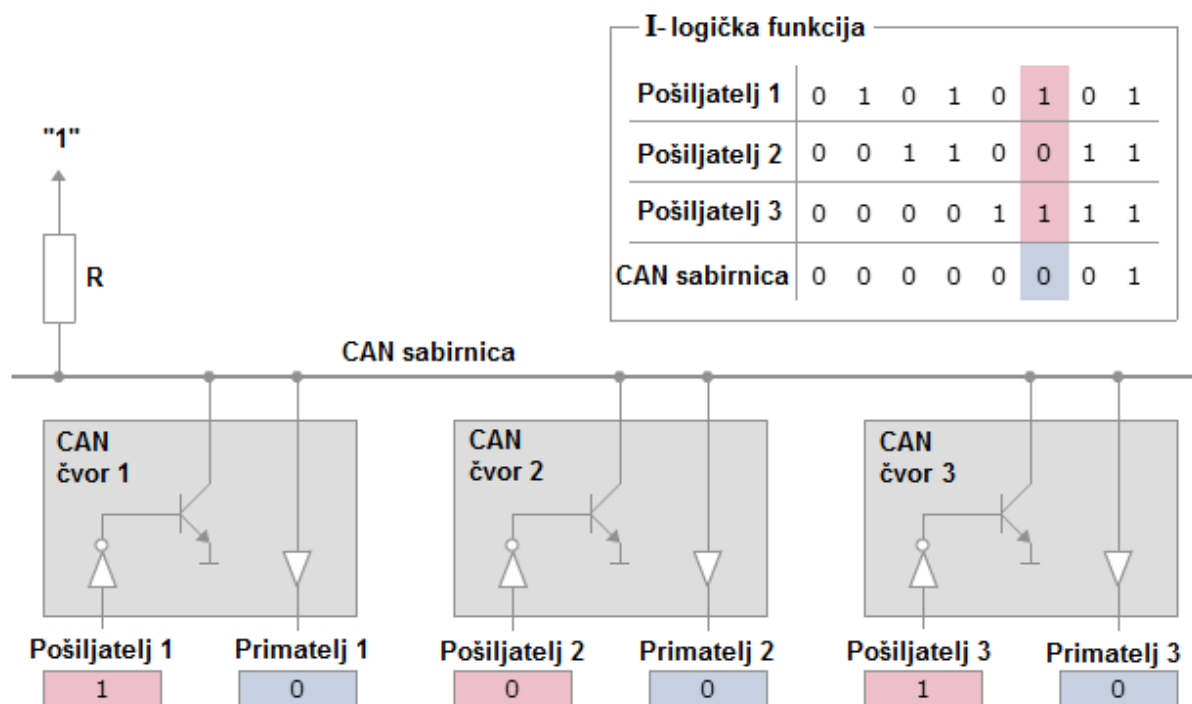 I- logička funkcija
Pošiljatelj 1 0 1 0 1 0 1 0 1
Pošiljatelj 2 0 0 1 1 0 0 1 1
Pošiljatelj 3 0 0 0 0 1 1 1 1
CAN sabirnica 0 0 0 0 0 0 0 1
"1"
R
CAN sabirnica
CAN
čvor 1
CAN
čvor 2
CAN
čvor 3
Pošiljatelj 1 Primatelj 1 Pošiljatelj 2 Primatelj 2 Pošiljatelj 3 Primatelj 3
1 0 0 0 1 0